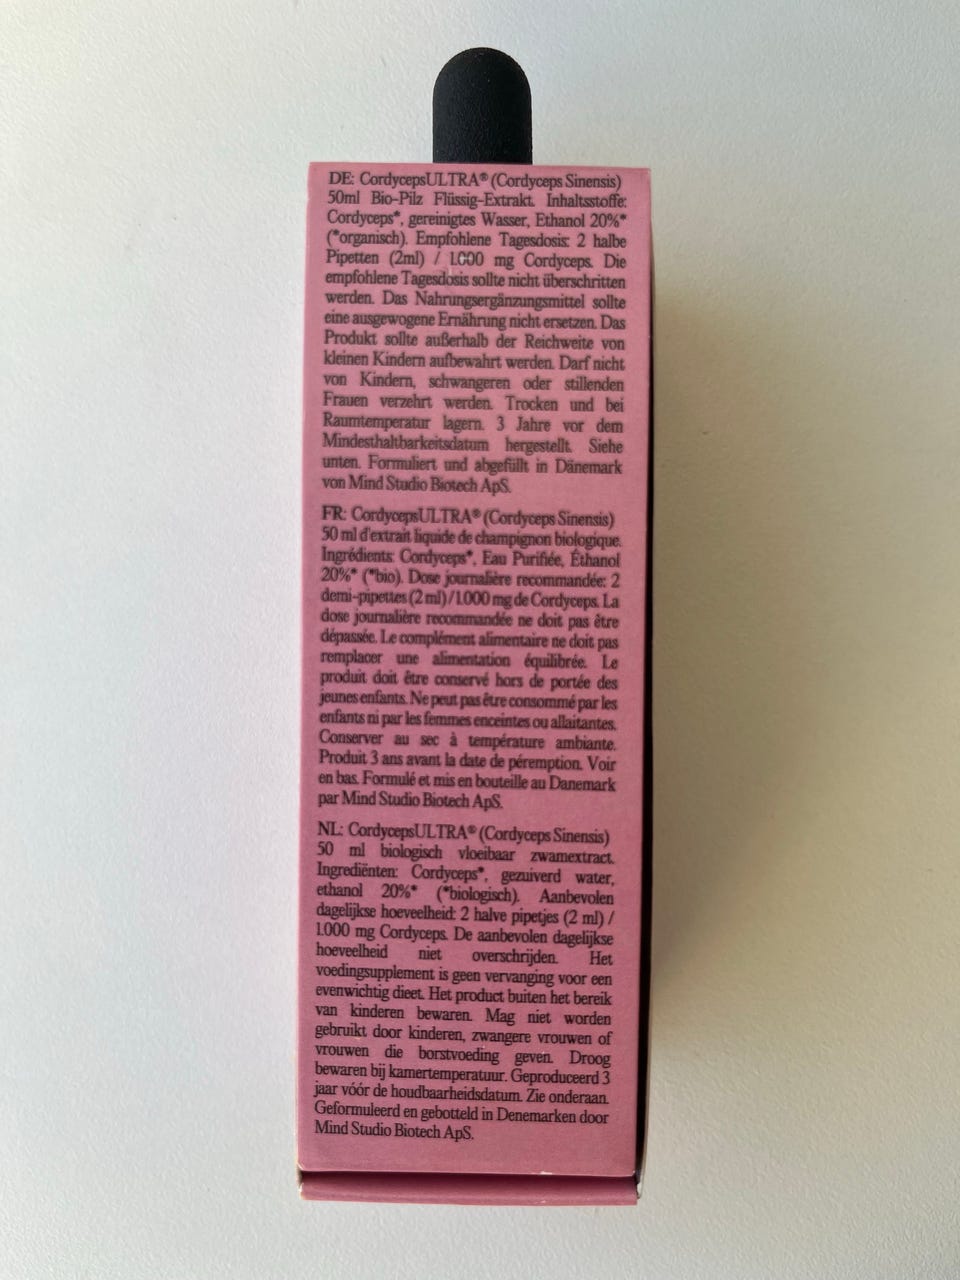 DE: CordycepsULTRA® (Cordyceps Sinensis)
50ml Bio-Pilz Flüssig-Extrakt. Inhaltsstoffe:
Cordyceps*, gereinigtes Wasser, Ethanol 20%*
(*organisch). Empfohlene Tagesdosis: 2 halbe
Pipetten (2ml) / 1.000 mg Cordyceps. Die
empfohlene Tagesdosis sollte nicht überschritten
werden. Das Nahrungsergänzungsmittel sollte
eine ausgewogene Ernährung nicht ersetzen. Das
Produkt sollte außerhalb der Reichweite von
kleinen Kindern aufbewahrt werden. Darf nicht
von Kindern, schwangeren oder stillenden
Frauen verzehrt werden. Trocken und bei
Raumtemperatur lagern. 3 Jahre vor dem
Mindesthaltbarkeitsdatum hergestellt. Siehe
unten. Formuliert und abgefüllt in Dänemark
von Mind Studio Biotech ApS.
FR: CordycepsULTRA® (Cordyceps Sinensis)
50 ml d'extrait liquide de champignon biologique.
Ingrédients: Cordyceps*, Eau Purifiée, Éthanol
20%* (*bio). Dose journalière recommandée: 2
demi-pipettes (2 ml) / 1.000 mg de Cordyceps. La
dose journalière recommandée ne doit pas être
dépassée. Le complément alimentaire ne doit pas
remplacer une alimentation équilibrée. Le
produit doit être conservé hors de portée des
jeunes enfants. Ne peut pas être consommé par les
enfants ni par les femmes enceintes ou allaitantes.
Conserver au sec à température ambiante.
Produit 3 ans avant la date de péremption. Voir
en bas. Formulé et mis en bouteille au Danemark
par Mind Studio Biotech ApS.
NL: CordycepsULTRA® (Cordyceps Sinensis)
50 ml biologisch vloeibaar zwamextract.
Ingrediënten: Cordyceps*, gezuiverd water,
ethanol 20%* (*biologisch). Aanbevolen
dagelijkse hoeveelheid: 2 halve pipetjes (2 ml) /
1.000 mg Cordyceps. De aanbevolen dagelijkse
hoeveelheid niet overschrijden. Het
voedingsupplement is geen vervanging voor een
evenwichtig dieet. Het product buiten het bereik
van kinderen bewaren. Mag niet worden
gebruikt door kinderen, zwangere vrouwen of
vrouwen die borstvoeding geven. Droog
bewaren bij kamertemperatuur. Geproduceerd 3
jaar vóór de houdbaarheidsdatum. Zie onderaan.
Geformuleerd en gebotteld in Denemarken door
Mind Studio Biotech ApS.